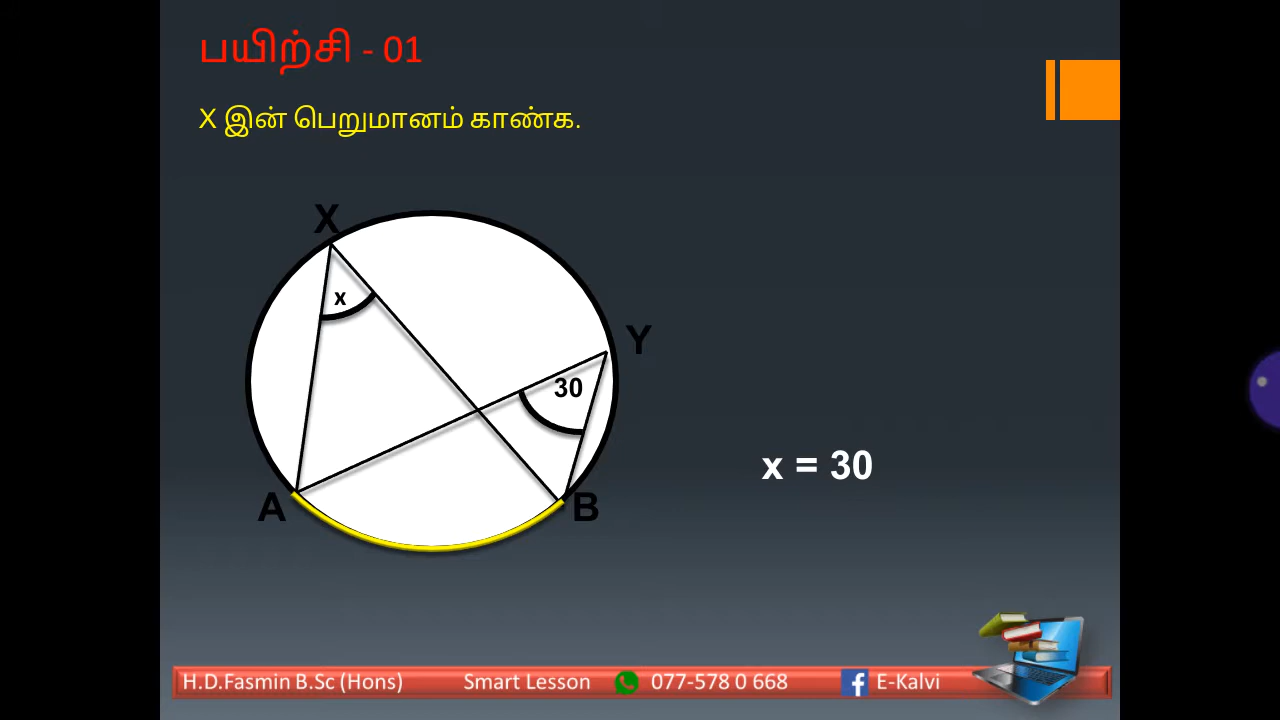 பயிற்சி - 01
X இன் பெறுமானம் காண்க.
X
x
Y
30
x = 30
A
B
H.D.Fasmin B.Sc (Hons) Smart Lesson 077-578 0 668 E-Kalvi